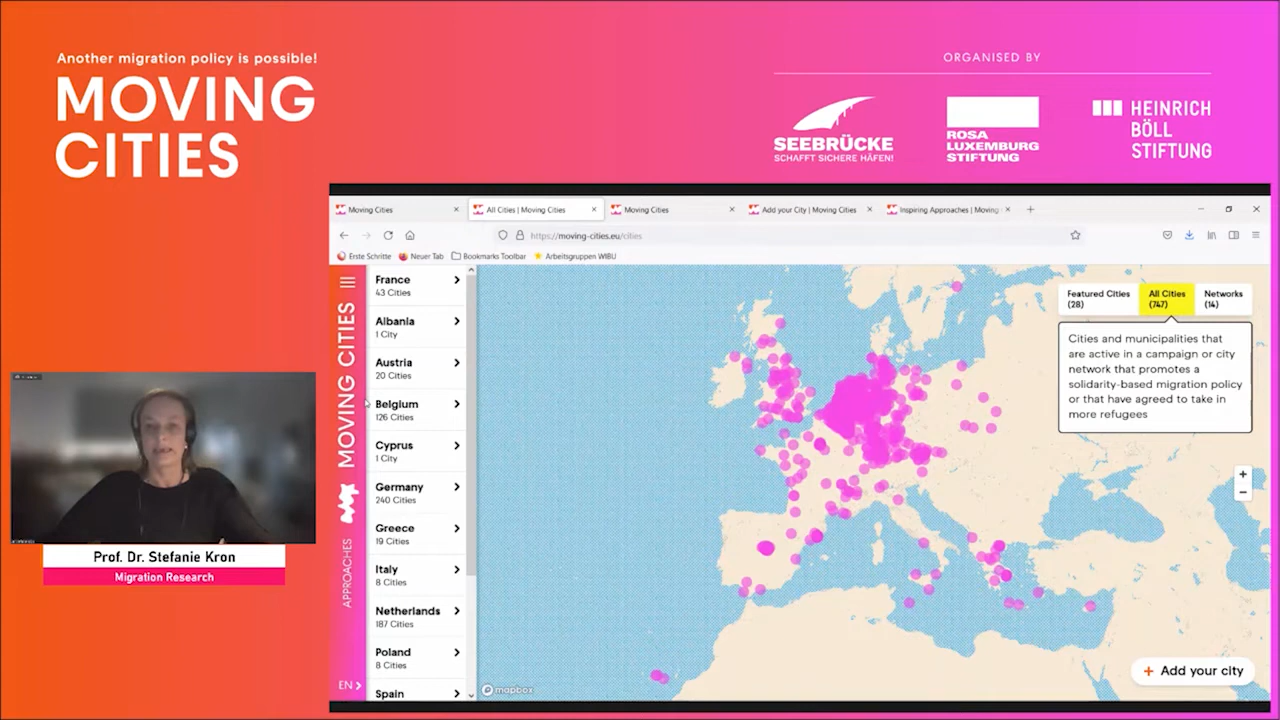 Another migration policy is possible!
MOVING
CITIES
ORGANISED BY
SEEBRÜCKE
SCHAFFT SICHERE HÄFEN!
ROSA
LUXEMBURG
STIFTUNG
HEINRICH
BÖLL
STIFTUNG
Moving Cities
All Cities | Moving Cities
Moving Cities
Add your City | Moving Cities
Inspiring Approaches | Moving
https://moving-cities.eu/cities
Erste Schritte
Neuer Tab
Bookmarks Toolbar
Arbeitsgruppen WIBU
MOVING CITIES
APPROACHES
EN
France
43 Cities
Albania
1 City
Austria
20 Cities
Belgium
126 Cities
Cyprus
1 City
Germany
240 Cities
Greece
19 Cities
Italy
8 Cities
Netherlands
187 Cities
Poland
8 Cities
Spain
Featured Cities
(28)
All Cities
(747)
Networks
(14)
Cities and municipalities that
are active in a campaign or city
network that promotes a
solidarity-based migration policy
or that have agreed to take in
more refugees
+
−
+ Add your city
mapbox
Prof. Dr. Stefanie Kron
Migration Research